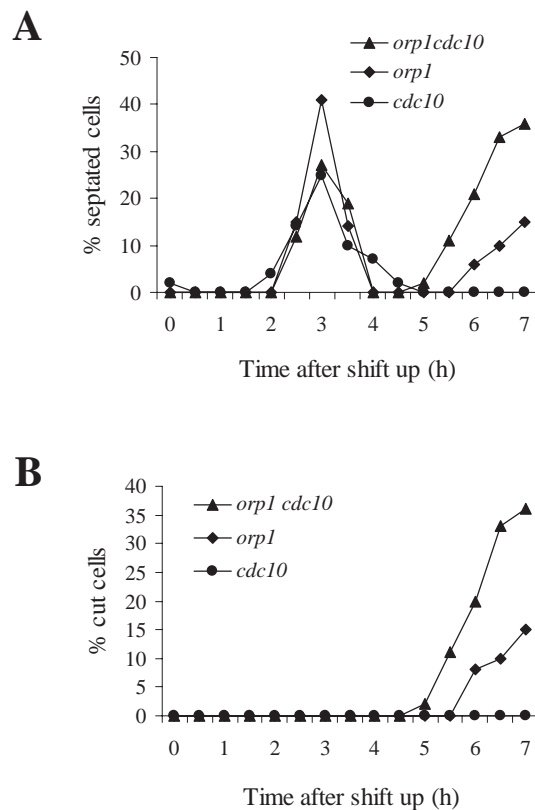 A
orp1cdc10
orp1
cdc10
50
40
30
20
10
0
% septated cells
0 1 2 3 4 5 6 7
Time after shift up (h)
B
orp1 cdc10
orp1
cdc10
40
35
30
25
20
15
10
5
0
% cut cells
0 1 2 3 4 5 6 7
Time after shift up (h)